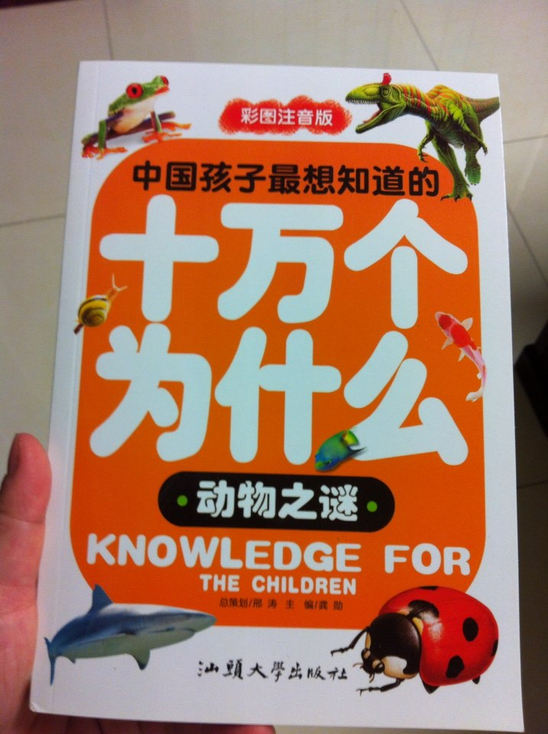 彩图注音版
中国孩子最想知道的
十万个
为什么
·动物之谜·
KNOWLEDGE FOR
THE CHILDREN
总策划/邢 涛 主 编/龚 勋
汕頭大學出版社